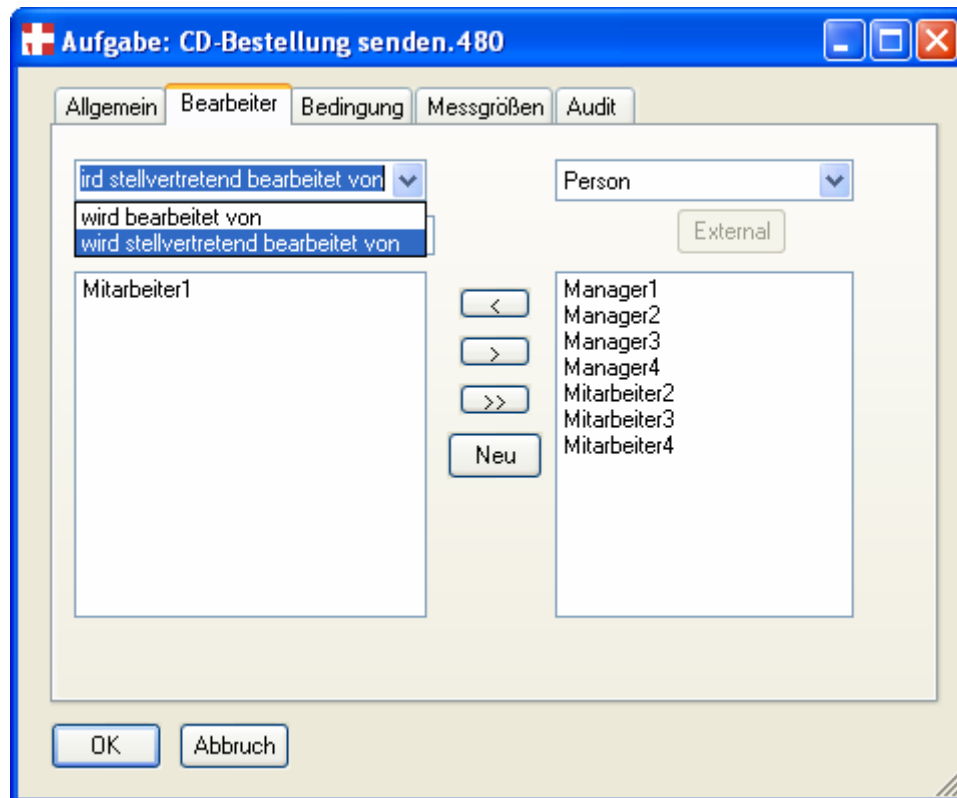 Aufgabe: CD-Bestellung senden.480
Allgemein Bearbeiter Bedingung Messgrößen Audit
ird stellvertretend bearbeitet von Person
wird bearbeitet von
wird stellvertretend bearbeitet von
External
Mitarbeiter1
<
>
>>
Neu
Manager1
Manager2
Manager3
Manager4
Mitarbeiter2
Mitarbeiter3
Mitarbeiter4
OK Abbruch